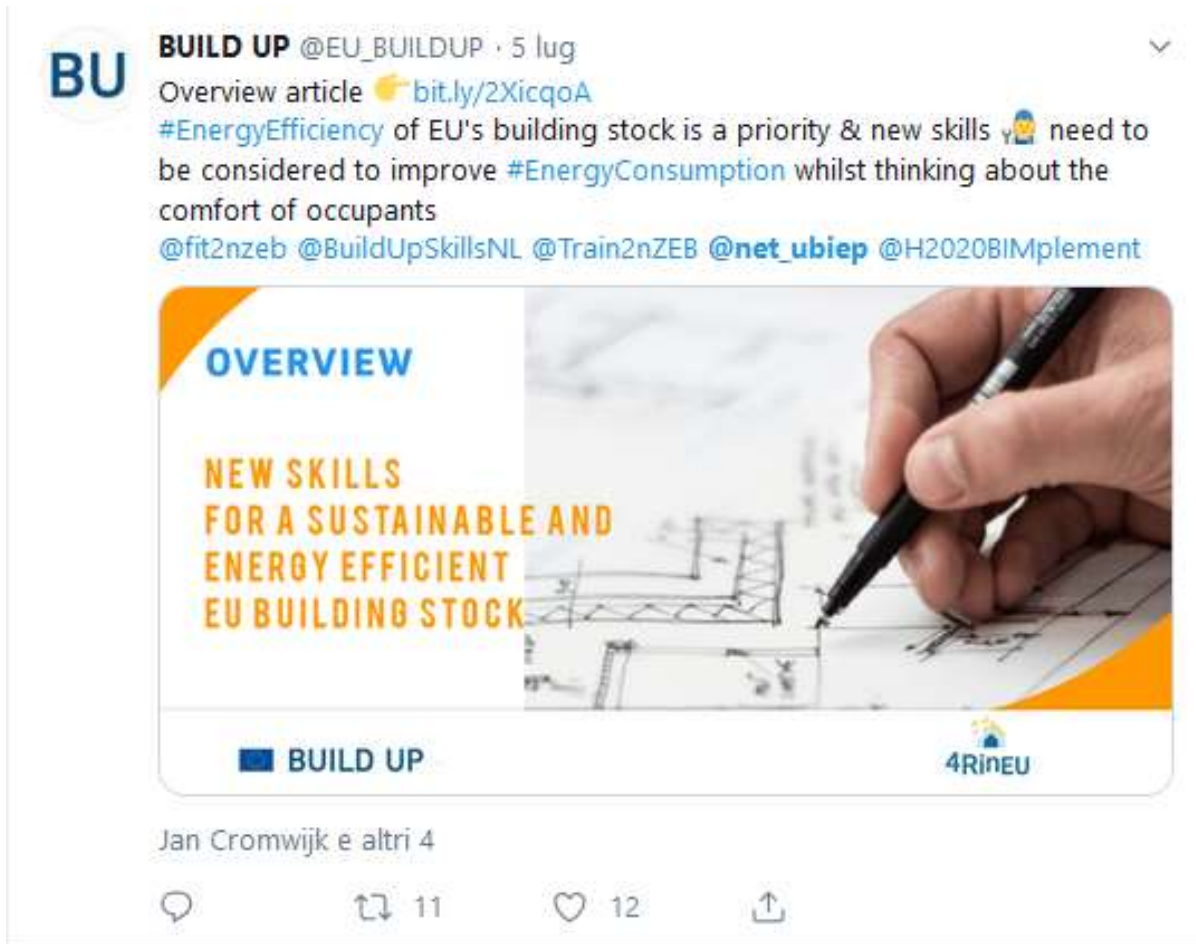 BU
BUILD UP @EU_BUILDUP · 5 lug
Overview article 👉 bit.ly/2XicqoA
#EnergyEfficiency of EU's building stock is a priority & new skills need to
be considered to improve #EnergyConsumption whilst thinking about the
comfort of occupants
@fit2nzeb @BuildUpSkillsNL @Train2nZEB @net_ubiep @H2020BIMplement
OVERVIEW
NEW SKILLS
FOR A SUSTAINABLE AND
ENERGY EFFICIENT
EU BUILDING STOCK
BUILD UP
4RinEU
Jan Cromwijk e altri 4
11
12